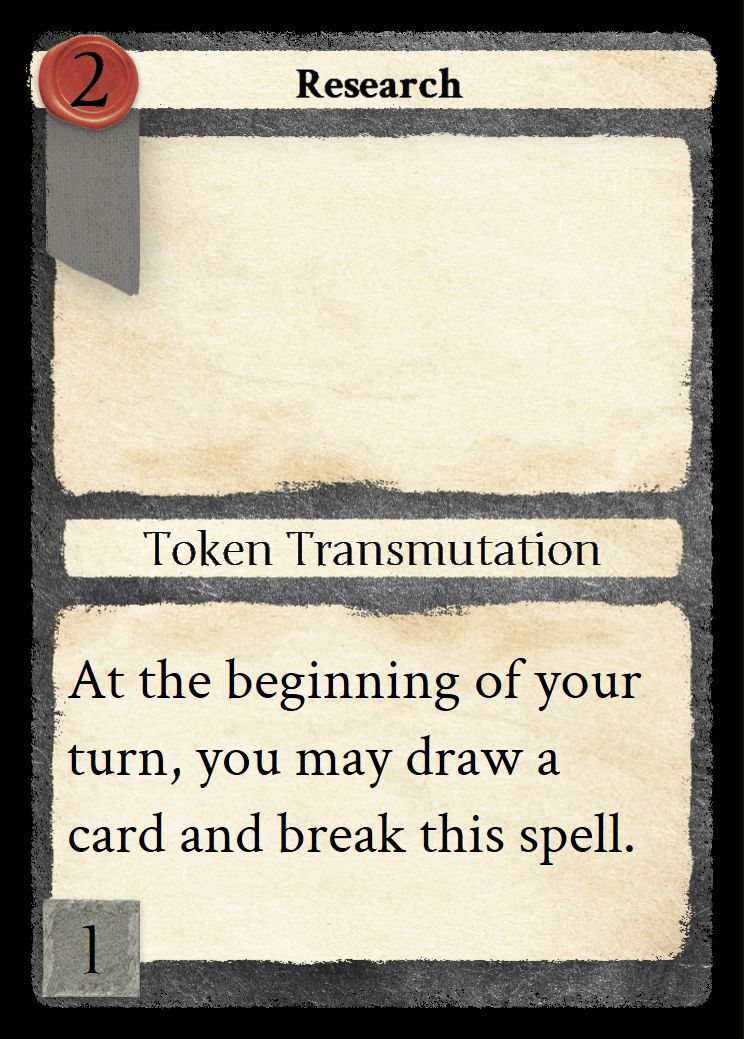 2
Research
Token Transmutation
At the beginning of your
turn, you may draw a
card and break this spell.
1